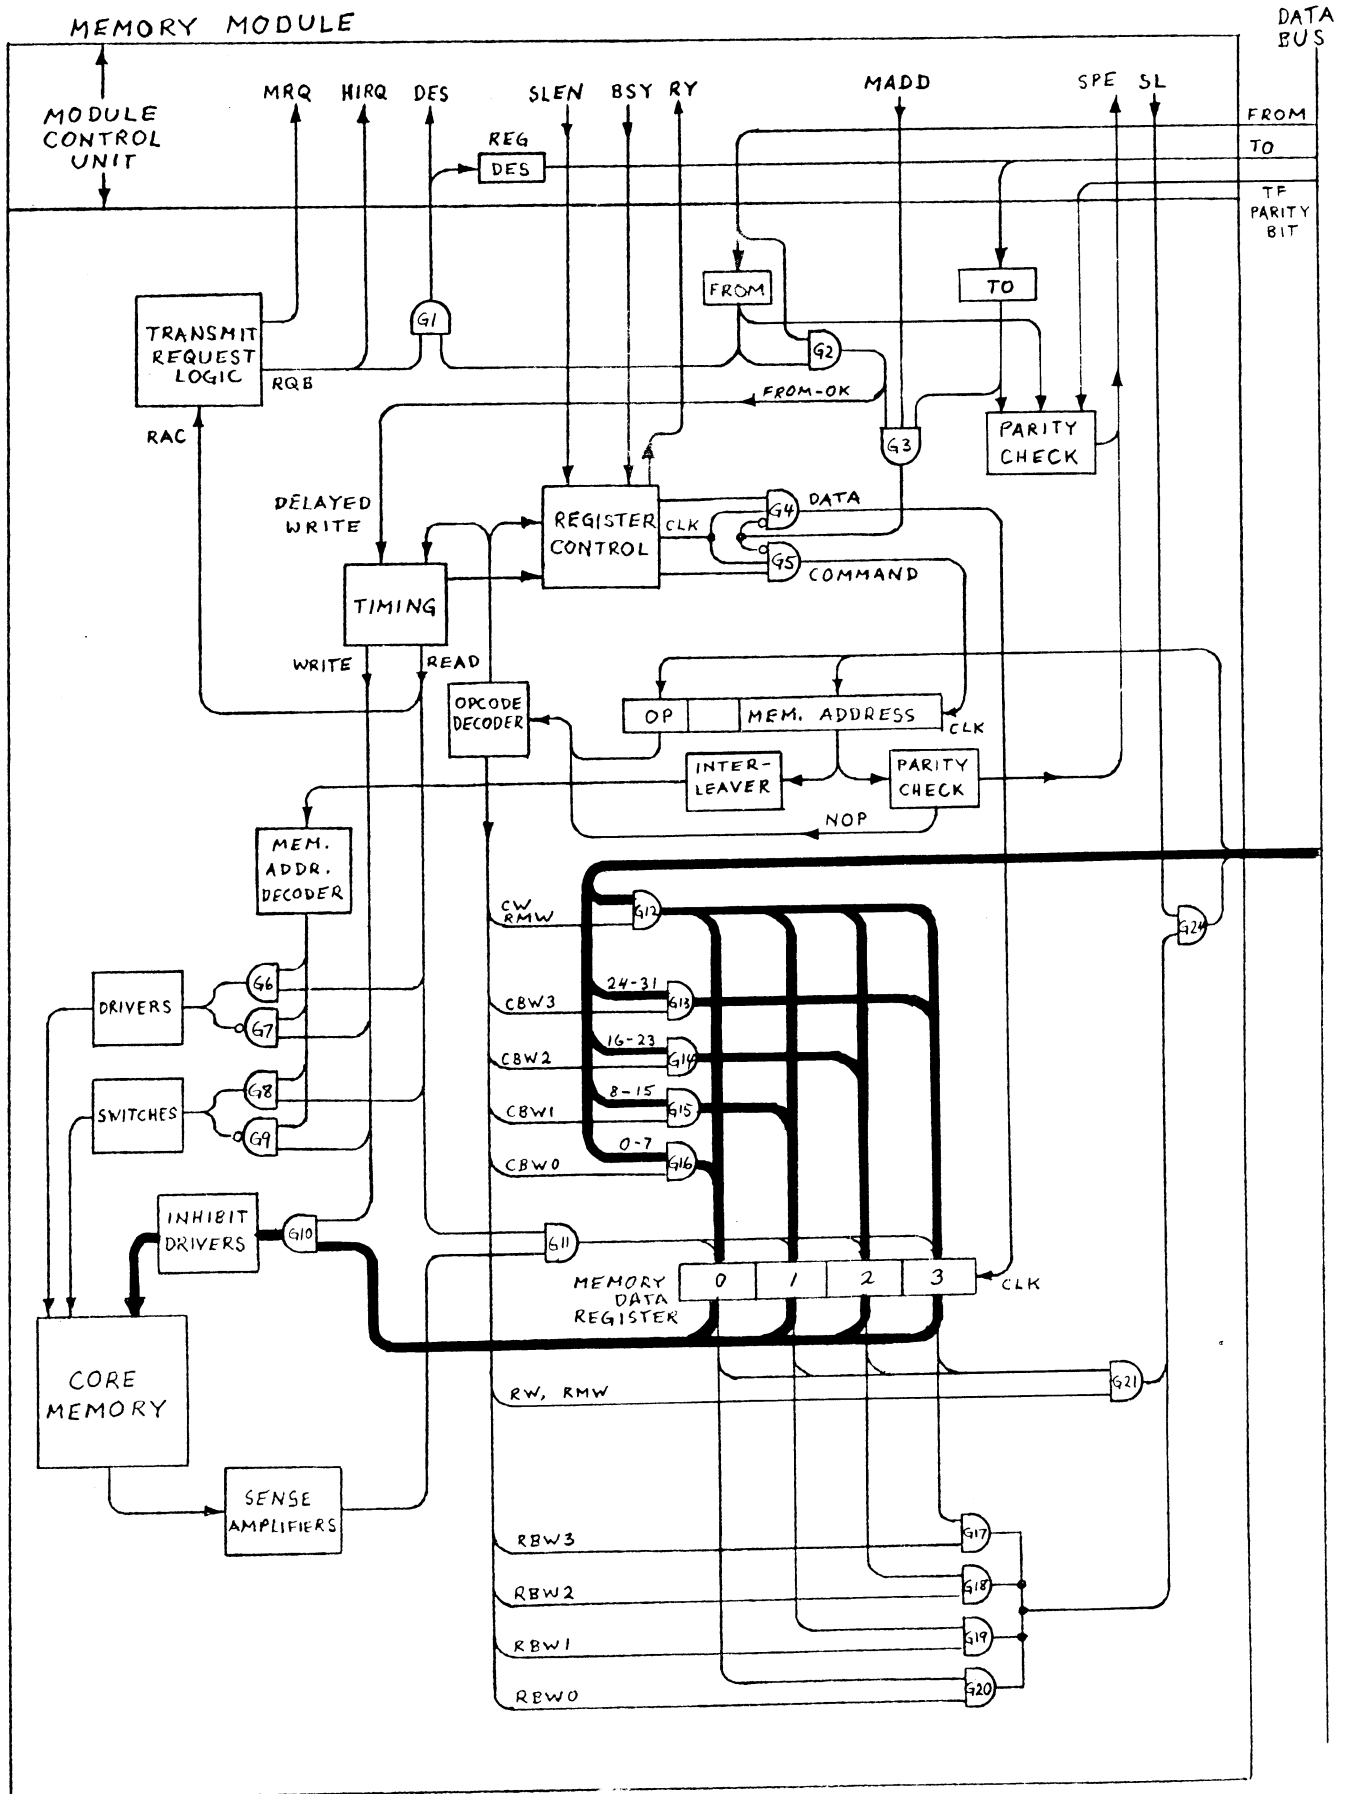 MEMORY MODULE
DATA
BUS
MODULE
CONTROL
UNIT
MRQ
HIRQ
DES
SLEN
BSY
RY
MADD
SPE
SL
FROM
TO
TF
PARITY
BIT
REG
DES
TRANSMIT
REQUEST
LOGIC
RQB
RAC
G1
FROM
G2
TO
FROM-OK
G3
PARITY
CHECK
DELAYED
WRITE
REGISTER
CONTROL
CLK
G4
DATA
G5
COMMAND
TIMING
WRITE
READ
OPCODE
DECODER
OP
MEM. ADDRESS
CLK
INTER-
LEAVER
PARITY
CHECK
NOP
MEM.
ADDR.
DECODER
CW
RMW
G12
G24
DRIVERS
G6
G7
24-31
CBW3
G13
16-23
CBW2
G14
SWITCHES
G8
G9
8-15
CBW1
G15
0-7
CBW0
G16
INHIBIT
DRIVERS
G10
G11
MEMORY
DATA
REGISTER
0
1
2
3
CLK
CORE
MEMORY
RW, RMW
G21
SENSE
AMPLIFIERS
RBW3
G17
RBW2
G18
RBW1
G19
RBW0
G20